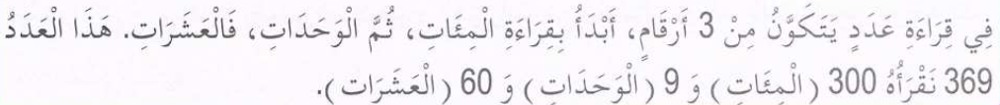 فِي قِرَاءَةِ عَدَدٍ يَتَكَوَّنُ مِنْ 3 أَرْقَامٍ، أَبْدَأُ بِقِرَاءَةِ الْمِئَاتِ، ثُمَّ الْوَحَدَاتِ، فَالْعَشَرَاتِ. هَذَا الْعَدَدُ
369 نَقْرَأُهُ 300 (الْمِئَاتِ) وَ 9 (الْوَحَدَاتِ) وَ 60 (الْعَشَرَاتِ).